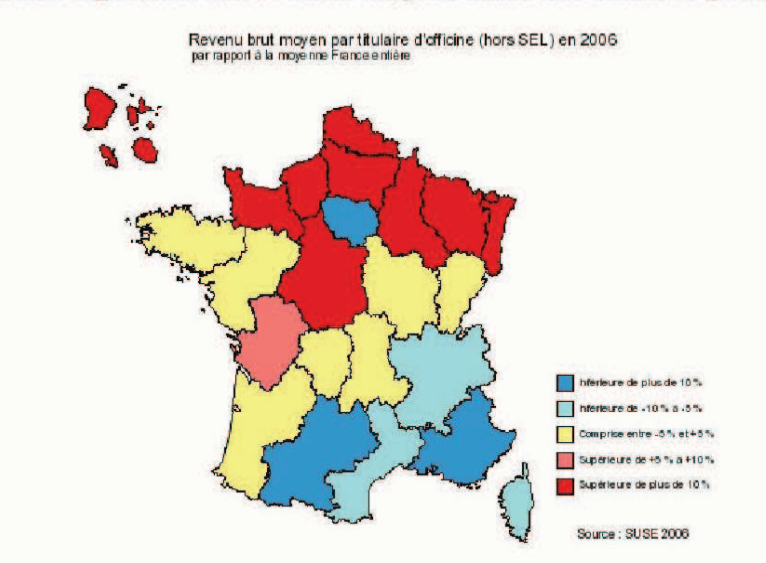 Revenu brut moyen par titulaire d'officine (hors SEL) en 2006
par rapport à la moyenne France entière
Inférieure de plus de 10%
Inférieure de -10% à -5%
Comprise entre -5% et +5%
Supérieure de +5% à +10%
Supérieure de plus de 10%
Source : SUSE 2006